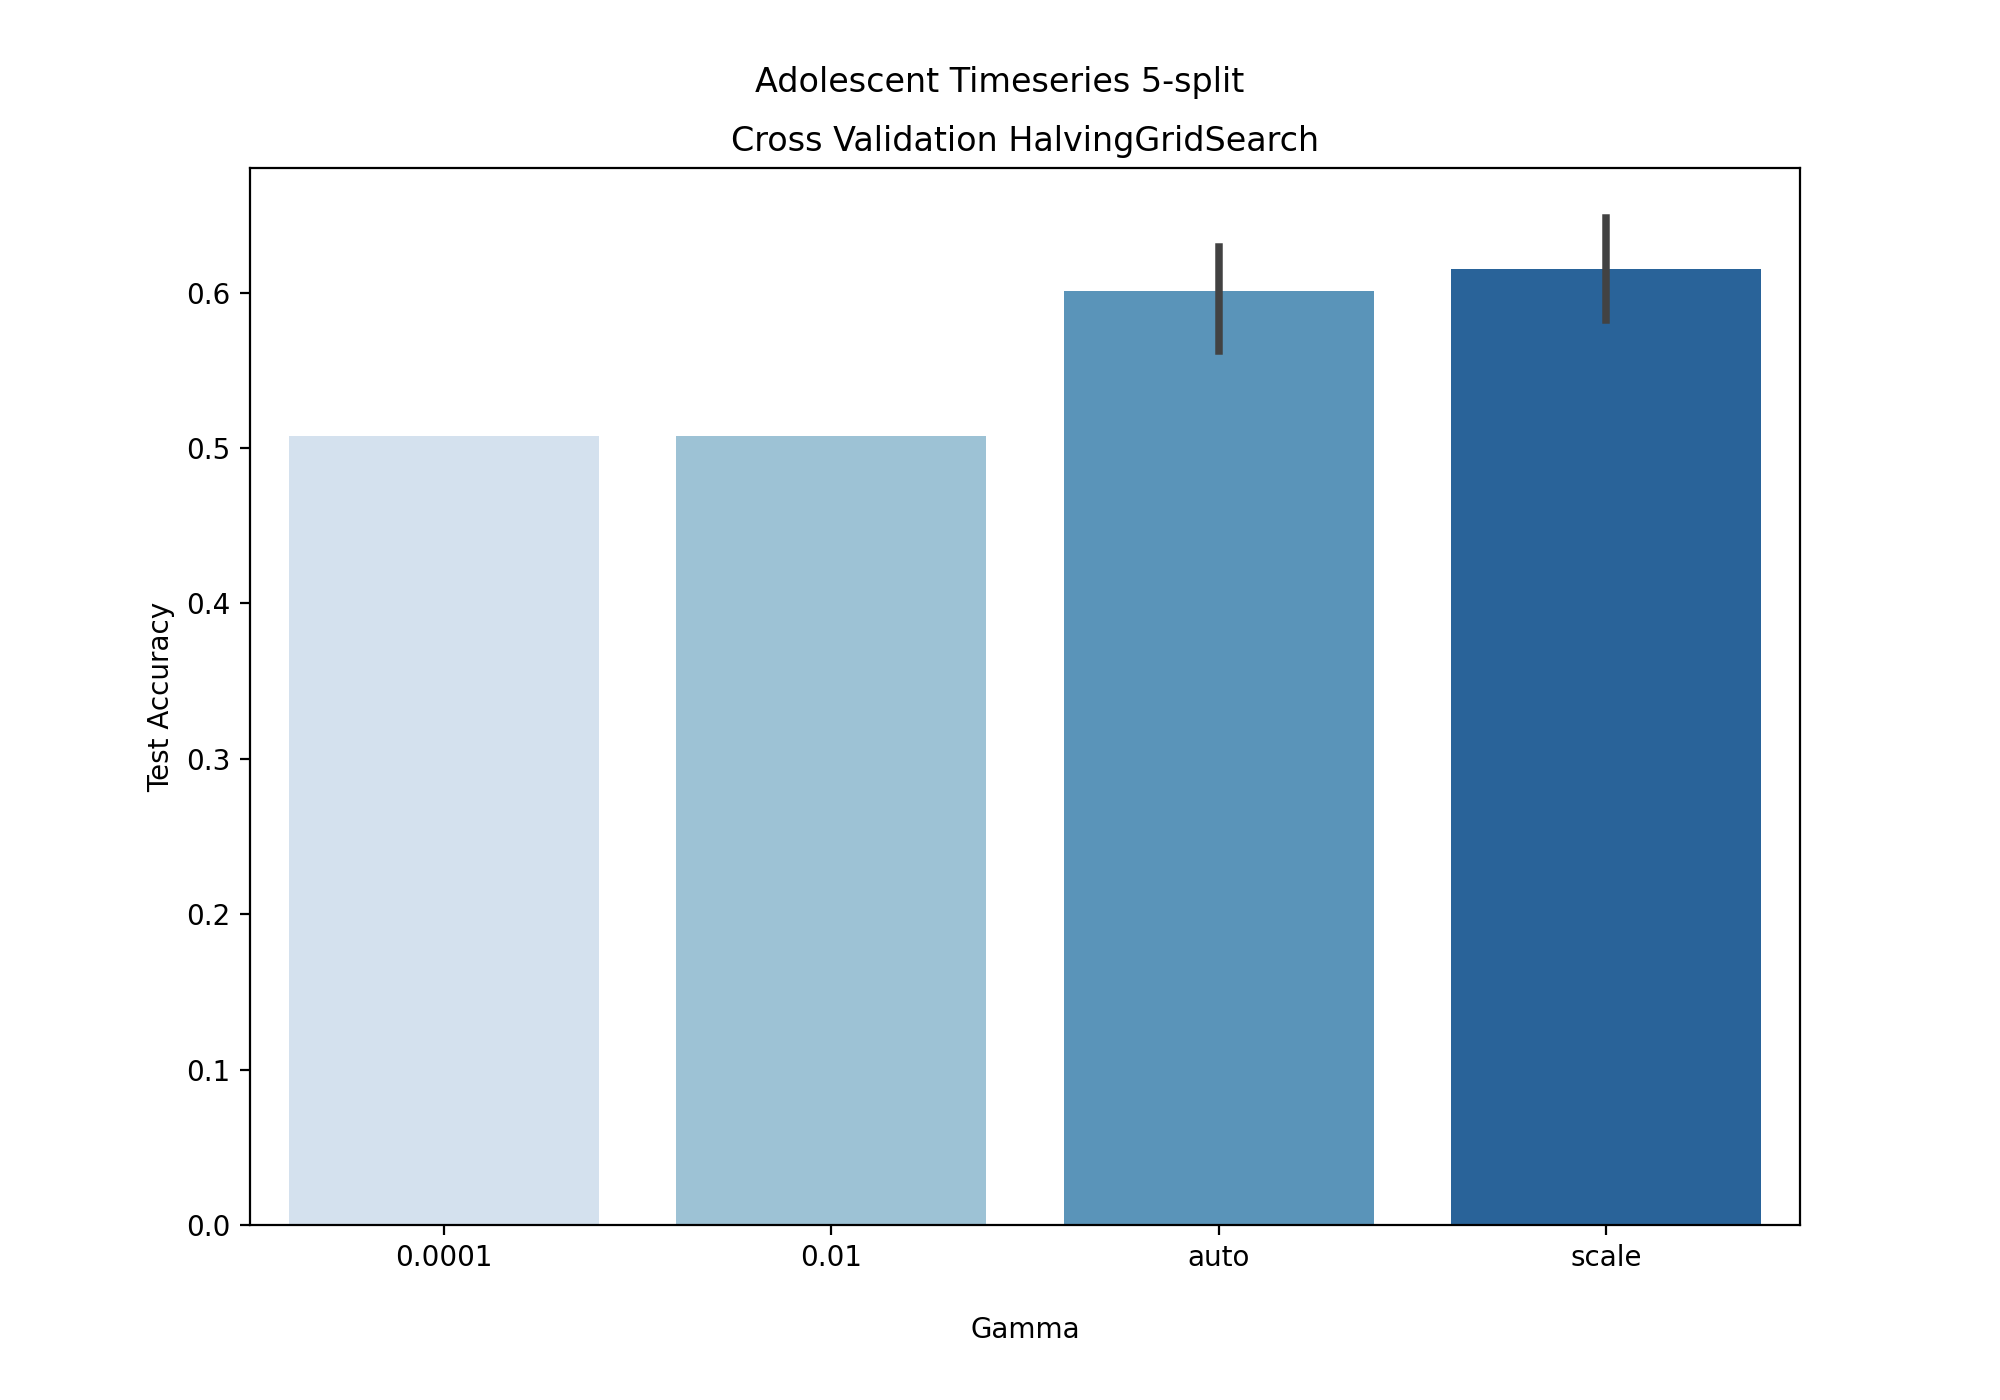 Adolescent Timeseries 5-split
Cross Validation HalvingGridSearch
Test Accuracy
0.6
0.5
0.4
0.3
0.2
0.1
0.0
0.0001 0.01 auto scale
Gamma